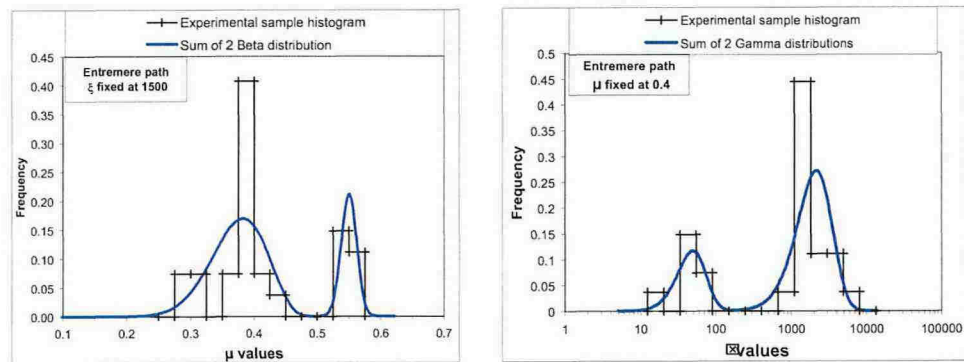 Experimental sample histogram
Sum of 2 Beta distribution
0.45
0.40
0.35
0.30
0.25
0.20
0.15
0.10
0.05
0.00
Frequency
Entremere path
ξ fixed at 1500
0.1 0.2 0.3 0.4 0.5 0.6 0.7
µ values
Experimental sample histogram
Sum of 2 Gamma distributions
0.5
0.45
0.4
0.35
0.3
0.25
0.2
0.15
0.1
0.05
0
Frequency
Entremere path
µ fixed at 0.4
1 10 100 1000 10000 100000
values